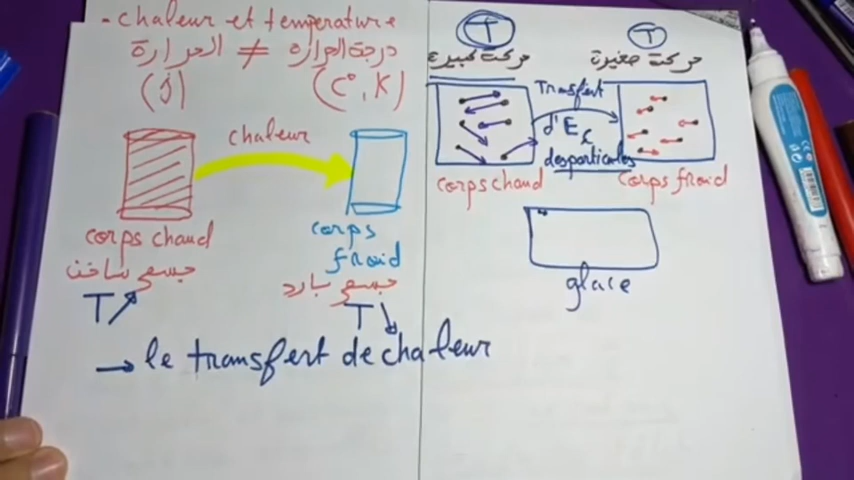 - chaleur et température
درجة الحرارة ≠ الحرارة
(J) (C°, K)
chaleur
corps chaud
جسم ساخن
T↗
corps
froid
جسم بارد
T↘
→ le transfert de chaleur
T
حركة كبيرة
T
حركة صغيرة
Transfert
d'Ec
des particules
corps chaud
corps froid
glace